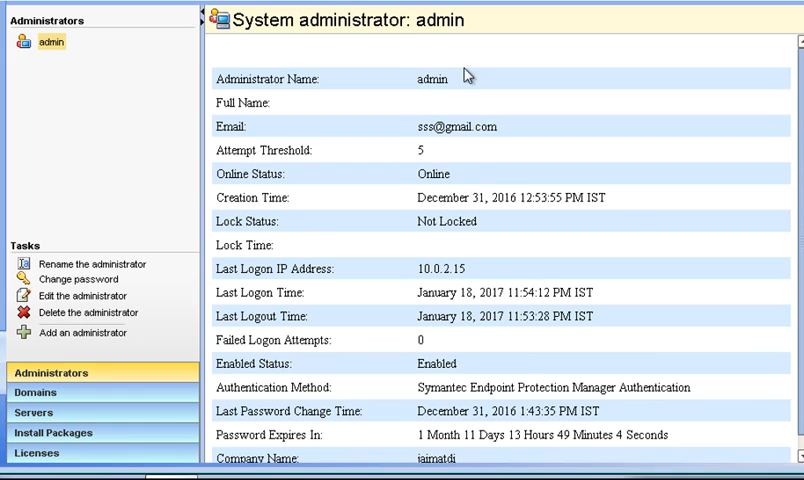 Administrators
admin
Tasks
Rename the administrator
Change password
Edit the administrator
Delete the administrator
Add an administrator
Administrators
Domains
Servers
Install Packages
Licenses
System administrator: admin
Administrator Name: admin
Full Name:
Email: sss@gmail.com
Attempt Threshold: 5
Online Status: Online
Creation Time: December 31, 2016 12:53:55 PM IST
Lock Status: Not Locked
Lock Time:
Last Logon IP Address: 10.0.2.15
Last Logon Time: January 18, 2017 11:54:12 PM IST
Last Logout Time: January 18, 2017 11:53:28 PM IST
Failed Logon Attempts: 0
Enabled Status: Enabled
Authentication Method: Symantec Endpoint Protection Manager Authentication
Last Password Change Time: December 31, 2016 1:43:35 PM IST
Password Expires In: 1 Month 11 Days 13 Hours 49 Minutes 4 Seconds
Company Name: jaimatdi